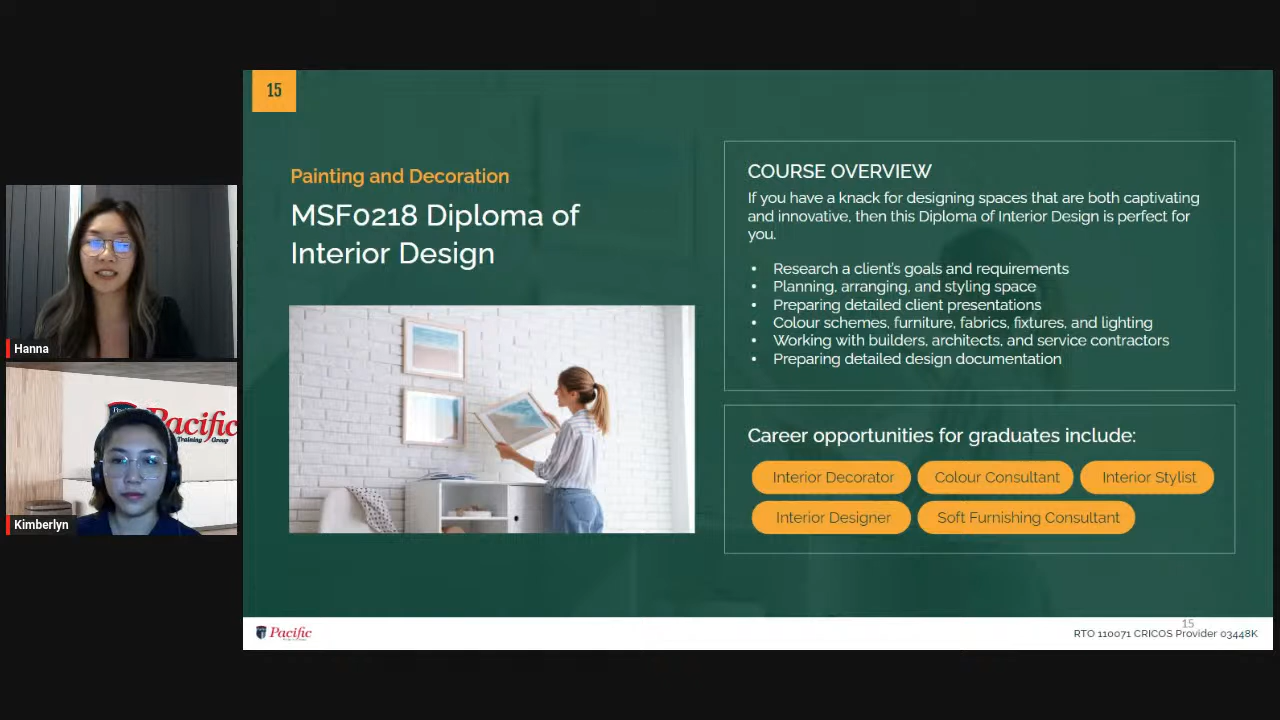 15
Painting and Decoration
MSF0218 Diploma of
Interior Design
COURSE OVERVIEW
If you have a knack for designing spaces that are both captivating
and innovative, then this Diploma of Interior Design is perfect for
you.
• Research a client's goals and requirements
• Planning, arranging, and styling space
• Preparing detailed client presentations
• Colour schemes, furniture, fabrics, fixtures, and lighting
• Working with builders, architects, and service contractors
• Preparing detailed design documentation
Career opportunities for graduates include:
Interior Decorator
Colour Consultant
Interior Stylist
Interior Designer
Soft Furnishing Consultant
Hanna
Pacific
Training Group
Kimberlyn
Pacific
15
RTO 110071 CRICOS Provider 03448K